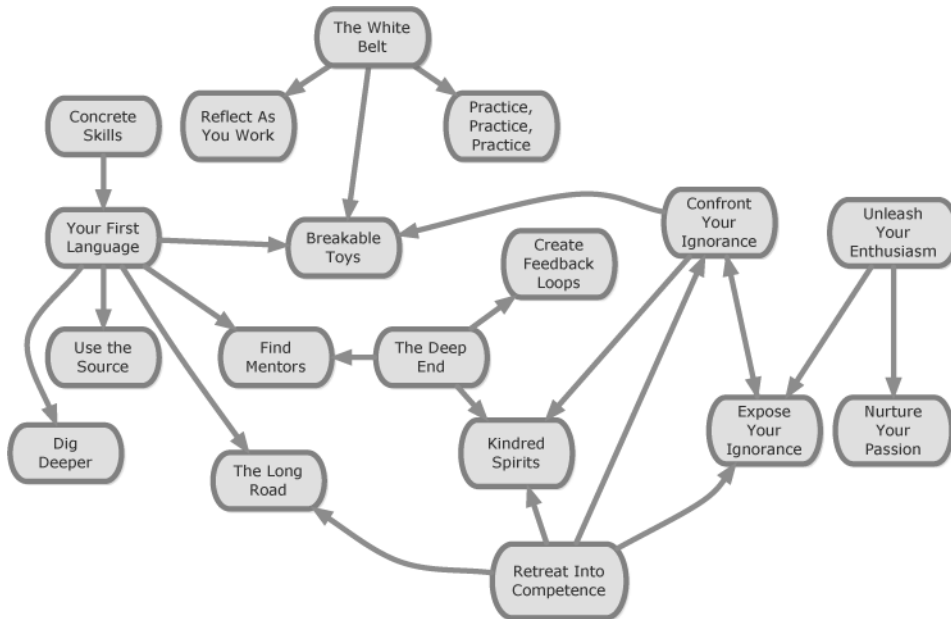 The White
Belt
Concrete
Skills
Reflect As
You Work
Practice,
Practice,
Practice
Your First
Language
Breakable
Toys
Confront
Your
Ignorance
Unleash
Your
Enthusiasm
Create
Feedback
Loops
Use the
Source
Find
Mentors
The Deep
End
Dig
Deeper
The Long
Road
Kindred
Spirits
Expose
Your
Ignorance
Nurture
Your
Passion
Retreat Into
Competence